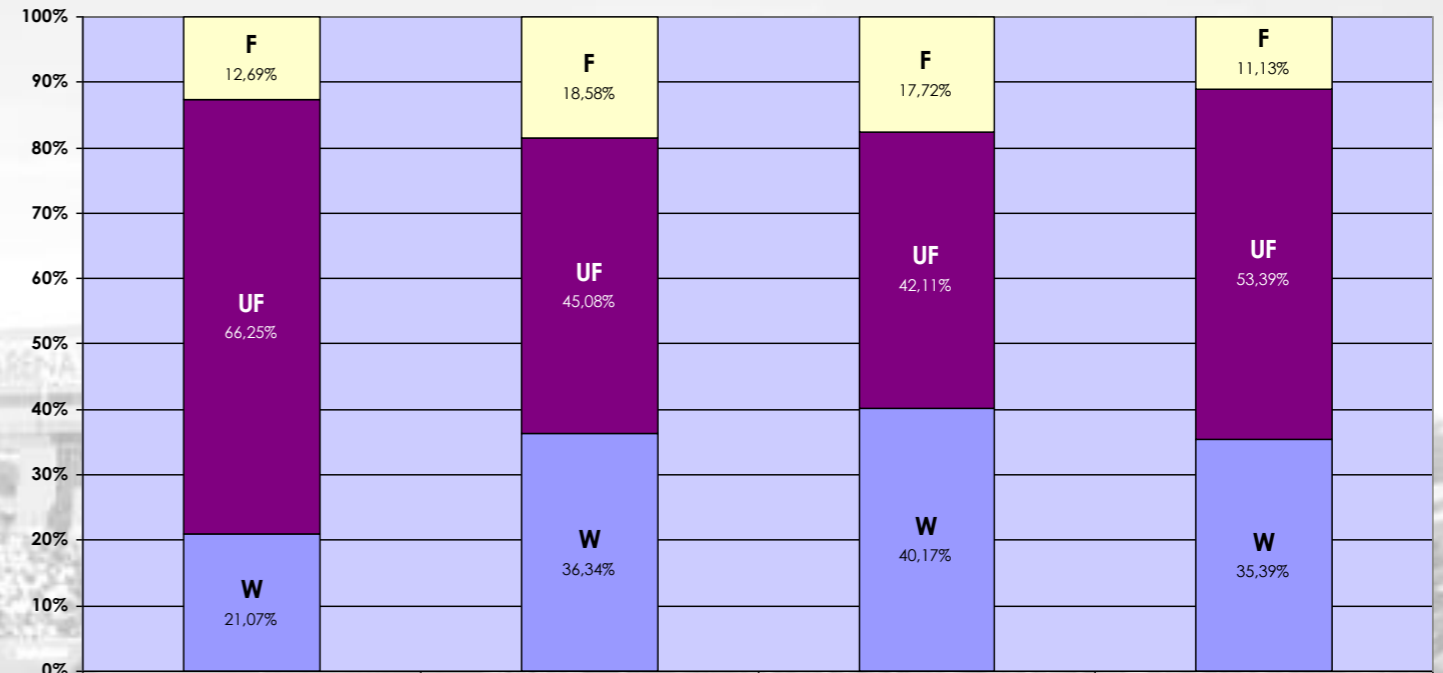 100%
90%
80%
70%
60%
50%
40%
30%
20%
10%
0%
F
12,69%
UF
66,25%
W
21,07%
F
18,58%
UF
45,08%
W
36,34%
F
17,72%
UF
42,11%
W
40,17%
F
11,13%
UF
53,39%
W
35,39%
ARENA